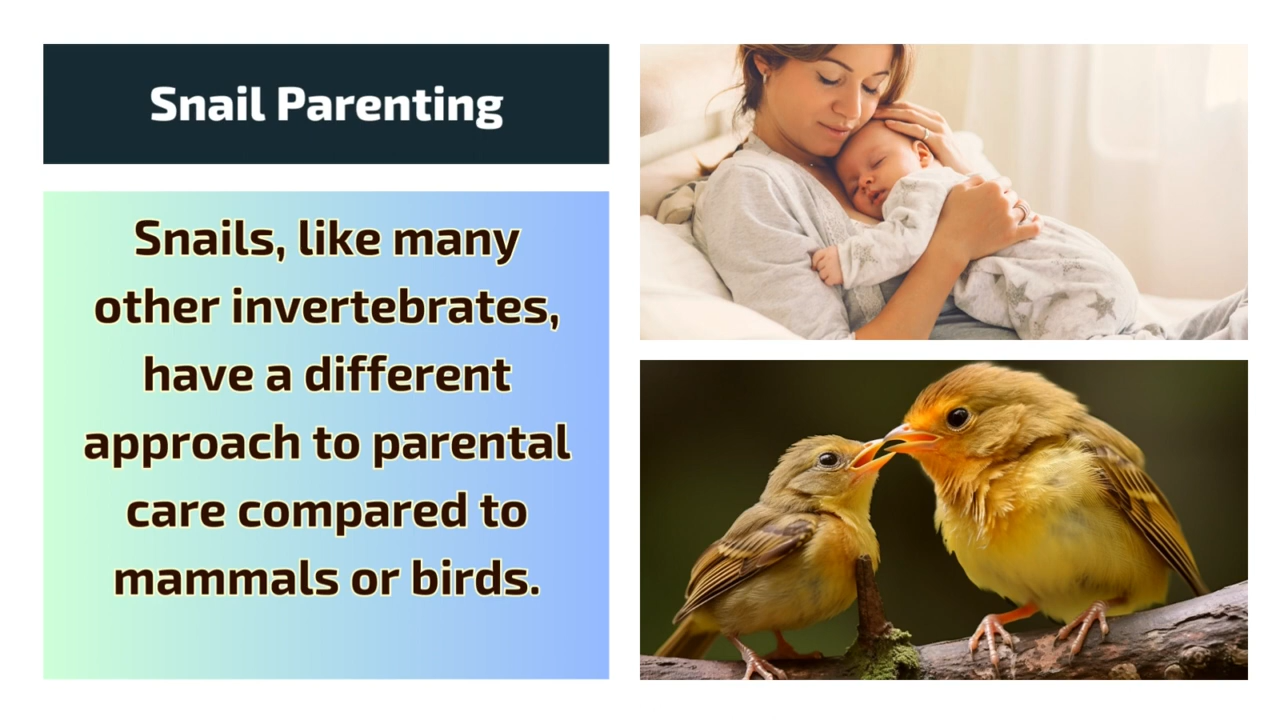 Snail Parenting
Snails, like many
other invertebrates,
have a different
approach to parental
care compared to
mammals or birds.